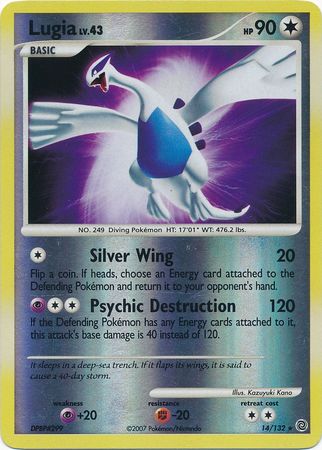 Lugia LV.43 HP 90
BASIC
NO. 249 Diving Pokémon HT: 17'01" WT: 476.2 lbs.
Silver Wing 20
Flip a coin. If heads, choose an Energy card attached to the
Defending Pokémon and return it to your opponent's hand.
Psychic Destruction 120
If the Defending Pokémon has any Energy cards attached to it,
this attack's base damage is 40 instead of 120.
It sleeps in a deep-sea trench. If it flaps its wings, it is said to
cause a 40-day storm.
Illus. Kazuyuki Kano
weakness resistance retreat cost
+20 -20
DPBP#299 ©2007 Pokémon/Nintendo 14/132 ★